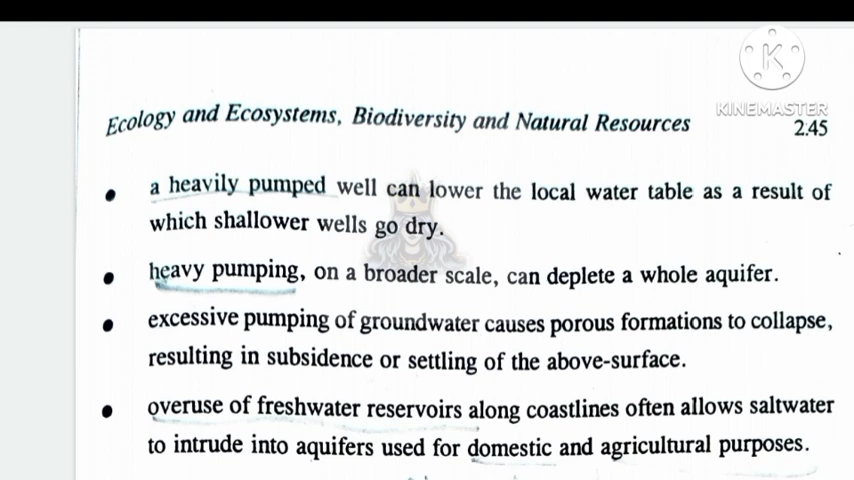 KINEMASTER
Ecology and Ecosystems, Biodiversity and Natural Resources
2.45
• a heavily pumped well can lower the local water table as a result of
which shallower wells go dry.
• heavy pumping, on a broader scale, can deplete a whole aquifer.
• excessive pumping of groundwater causes porous formations to collapse,
resulting in subsidence or settling of the above-surface.
• overuse of freshwater reservoirs along coastlines often allows saltwater
to intrude into aquifers used for domestic and agricultural purposes.